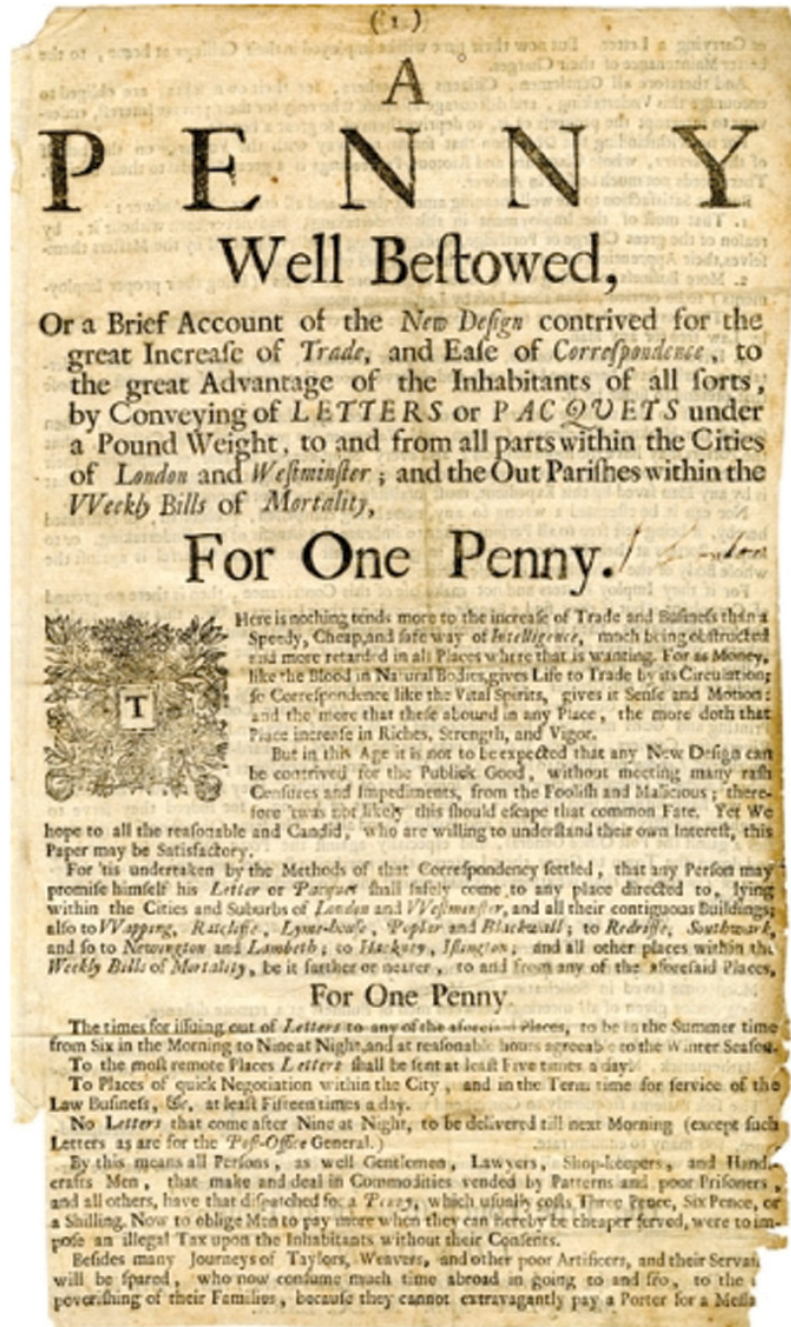 ( 1 )
A
PENNY
Well Beſtowed,
Or a Brief Account of the New Deſign contrived for the
great Increaſe of Trade, and Eaſe of Correſpondence, to
the great Advantage of the Inhabitants of all ſorts,
by Conveying of LETTERS or PACQVETS under
a Pound Weight, to and from all parts within the Cities
of London and Weſtminſter; and the Out Pariſhes within the
VVeekly Bills of Mortality,
For One Penny.
THere is nothing tends more to the increaſe of Trade and Buſineſs than a
Speedy, Cheap, and ſafe way of Intelligence, much being obſtructed
and more retarded in all Places where that is wanting. For as Money,
like the Blood in Natural Bodies, gives Life to Trade by its Circulation;
ſo Correſpondence like the Vital Spirits, gives it Senſe and Motion:
and the more that theſe abound in any Place, the more doth that
Place increaſe in Riches, Strength, and Vigor.
But in this Age it is not to be expected that any New Deſign can
be contrived for the Publick Good, without meeting many raſh
Cenſures and Impediments, from the Fooliſh and Malicious; there-
fore 'twas not likely this ſhould eſcape that common Fate. Yet We
hope to all the reaſonable and Candid, who are willing to underſtand their own Intereſt, this
Paper may be Satisfactory.
For 'tis undertaken by the Methods of that Correſpondency ſettled, that any Perſon may
promiſe himſelf his Letter or Pacquet ſhall ſafely come to any place directed to, lying
within the Cities and Suburbs of London and VVeſtminſter, and all their contiguous Buildings;
alſo to VVapping, Ratcliffe, Lyme-houſe, Poplar and Blackwall; to Redriffe, Southwark,
and ſo to Newington and Lambeth; to Hackney, Iſlington; and all other places within the
Weekly Bills of Mortality, be it farther or nearer, to and from any of the aforeſaid Places,
For One Penny
The times for iſſuing out of Letters to any of the aforeſaid Places, to be in the Summer time
from Six in the Morning to Nine at Night, and at reaſonable hours agreeable to the Winter Seaſon.
To the moſt remote Places Letters ſhall be ſent at leaſt Five times a day.
To Places of quick Negotiation within the City, and in the Term time for ſervice of the
Law Buſineſs, &c. at leaſt Fifteen times a day.
No Letters that come after Nine at Night, to be delivered till next Morning (except ſuch
Letters as are for the Poſt-Office General.)
By this means all Perſons, as well Gentlemen, Lawyers, Shop-keepers, and Handi-
crafts Men, that make and deal in Commodities vended by Patterns and poor Priſoners,
and all others, have that diſpatched for a Penny, which uſually coſts Three Pence, Six Pence, or
a Shilling. Now to oblige Men to pay more when they can hereby be cheaper ſerved, were to im-
poſe an illegal Tax upon the Inhabitants without their Conſents.
Beſides many Journeys of Taylors, Weavers, and other poor Artificers, and their Servan
will be ſpared, who now conſume much time abroad in going to and fro, to the i
poveriſhing of their Families, becauſe they cannot extravagantly pay a Porter for a Meſſa